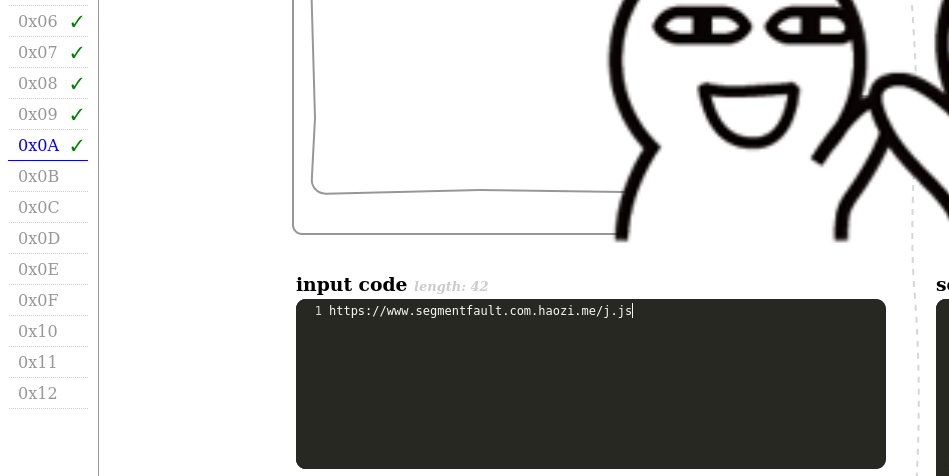 0x06 ✓
0x07 ✓
0x08 ✓
0x09 ✓
0x0A ✓
0x0B
0x0C
0x0D
0x0E
0x0F
0x10
0x11
0x12
input code length: 42
1 https://www.segmentfault.com.haozi.me/j.js